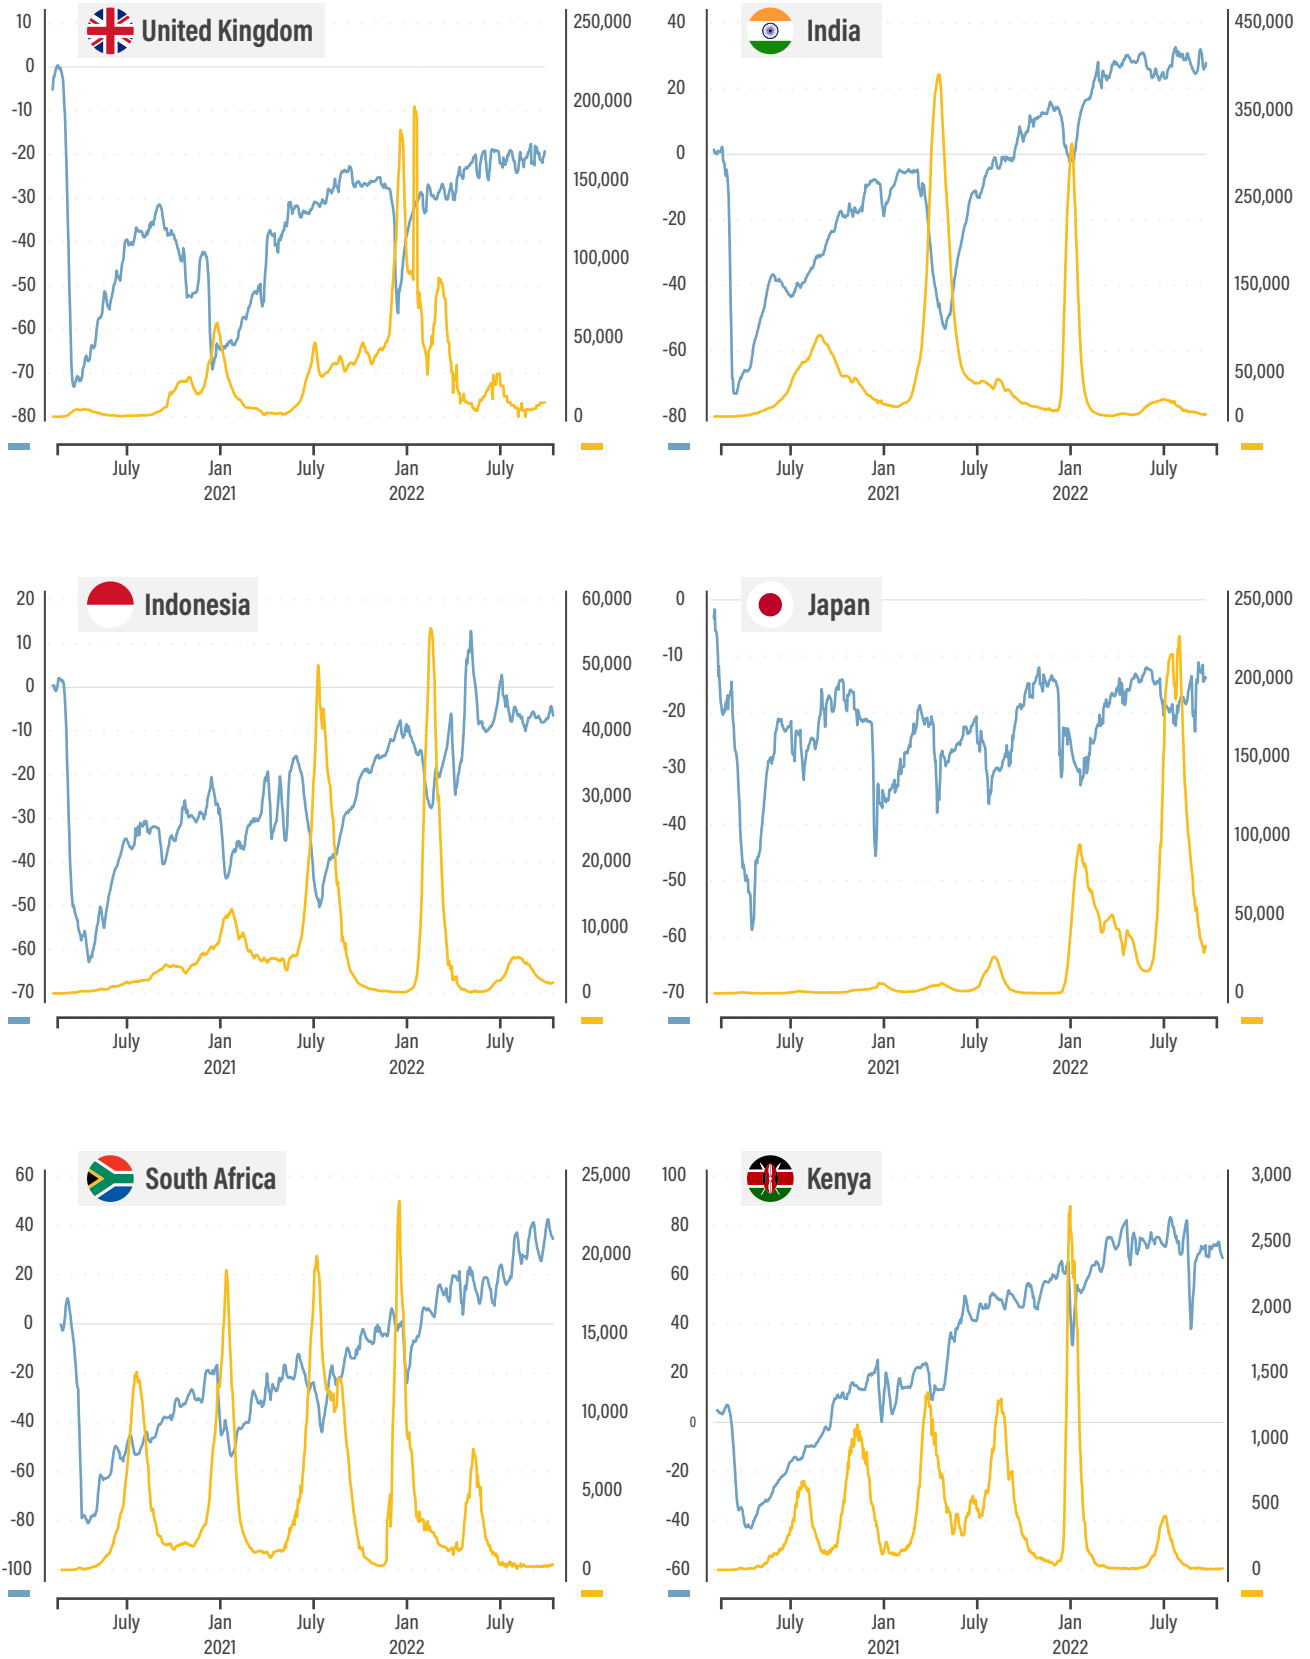 United Kingdom
10
0
-10
-20
-30
-40
-50
-60
-70
-80
250,000
200,000
150,000
100,000
50,000
0
July
Jan
2021
July
Jan
2022
July
India
40
20
0
-20
-40
-60
-80
450,000
350,000
250,000
150,000
50,000
0
July
Jan
2021
July
Jan
2022
July
Indonesia
20
10
0
-10
-20
-30
-40
-50
-60
-70
60,000
50,000
40,000
30,000
20,000
10,000
0
July
Jan
2021
July
Jan
2022
July
Japan
0
-10
-20
-30
-40
-50
-60
-70
250,000
200,000
150,000
100,000
50,000
0
July
Jan
2021
July
Jan
2022
July
South Africa
60
40
20
0
-20
-40
-60
-80
-100
25,000
20,000
15,000
10,000
5,000
0
July
Jan
2021
July
Jan
2022
July
Kenya
100
80
60
40
20
0
-20
-40
-60
3,000
2,500
2,000
1,500
1,000
500
0
July
Jan
2021
July
Jan
2022
July